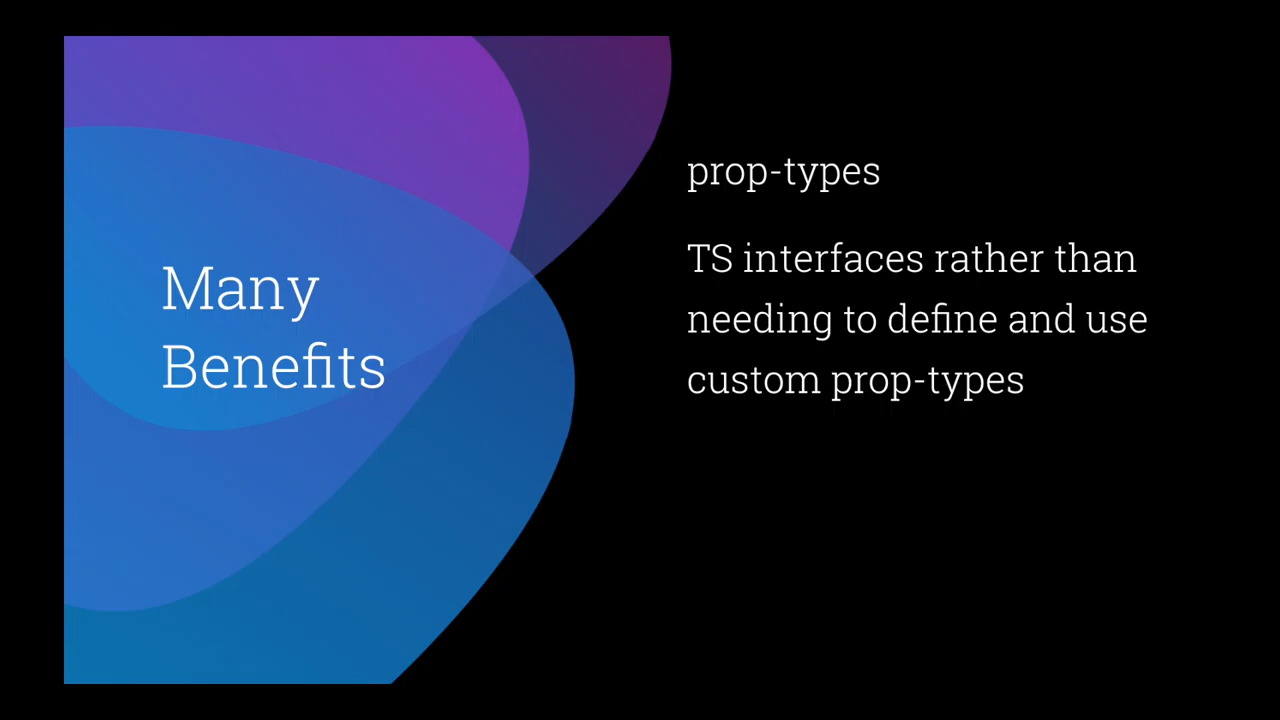 Many
Benefits
prop-types
TS interfaces rather than
needing to define and use
custom prop-types